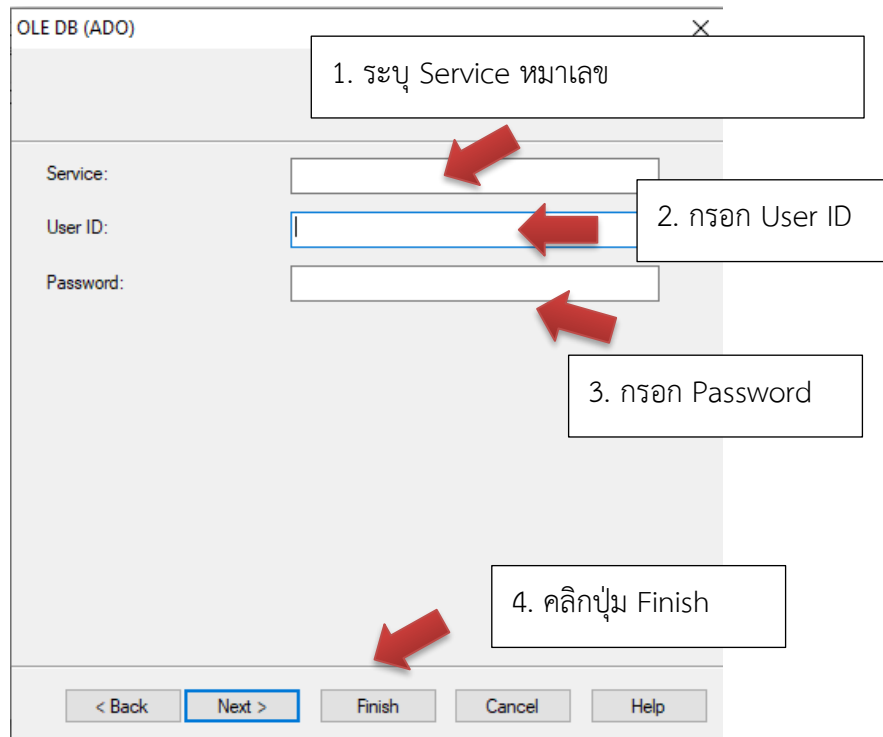 OLE DB (ADO)
1. ระบุ Service หมาเลข
Service:
User ID:
2. กรอก User ID
Password:
3. กรอก Password
4. คลิกปุ่ม Finish
< Back Next > Finish Cancel Help